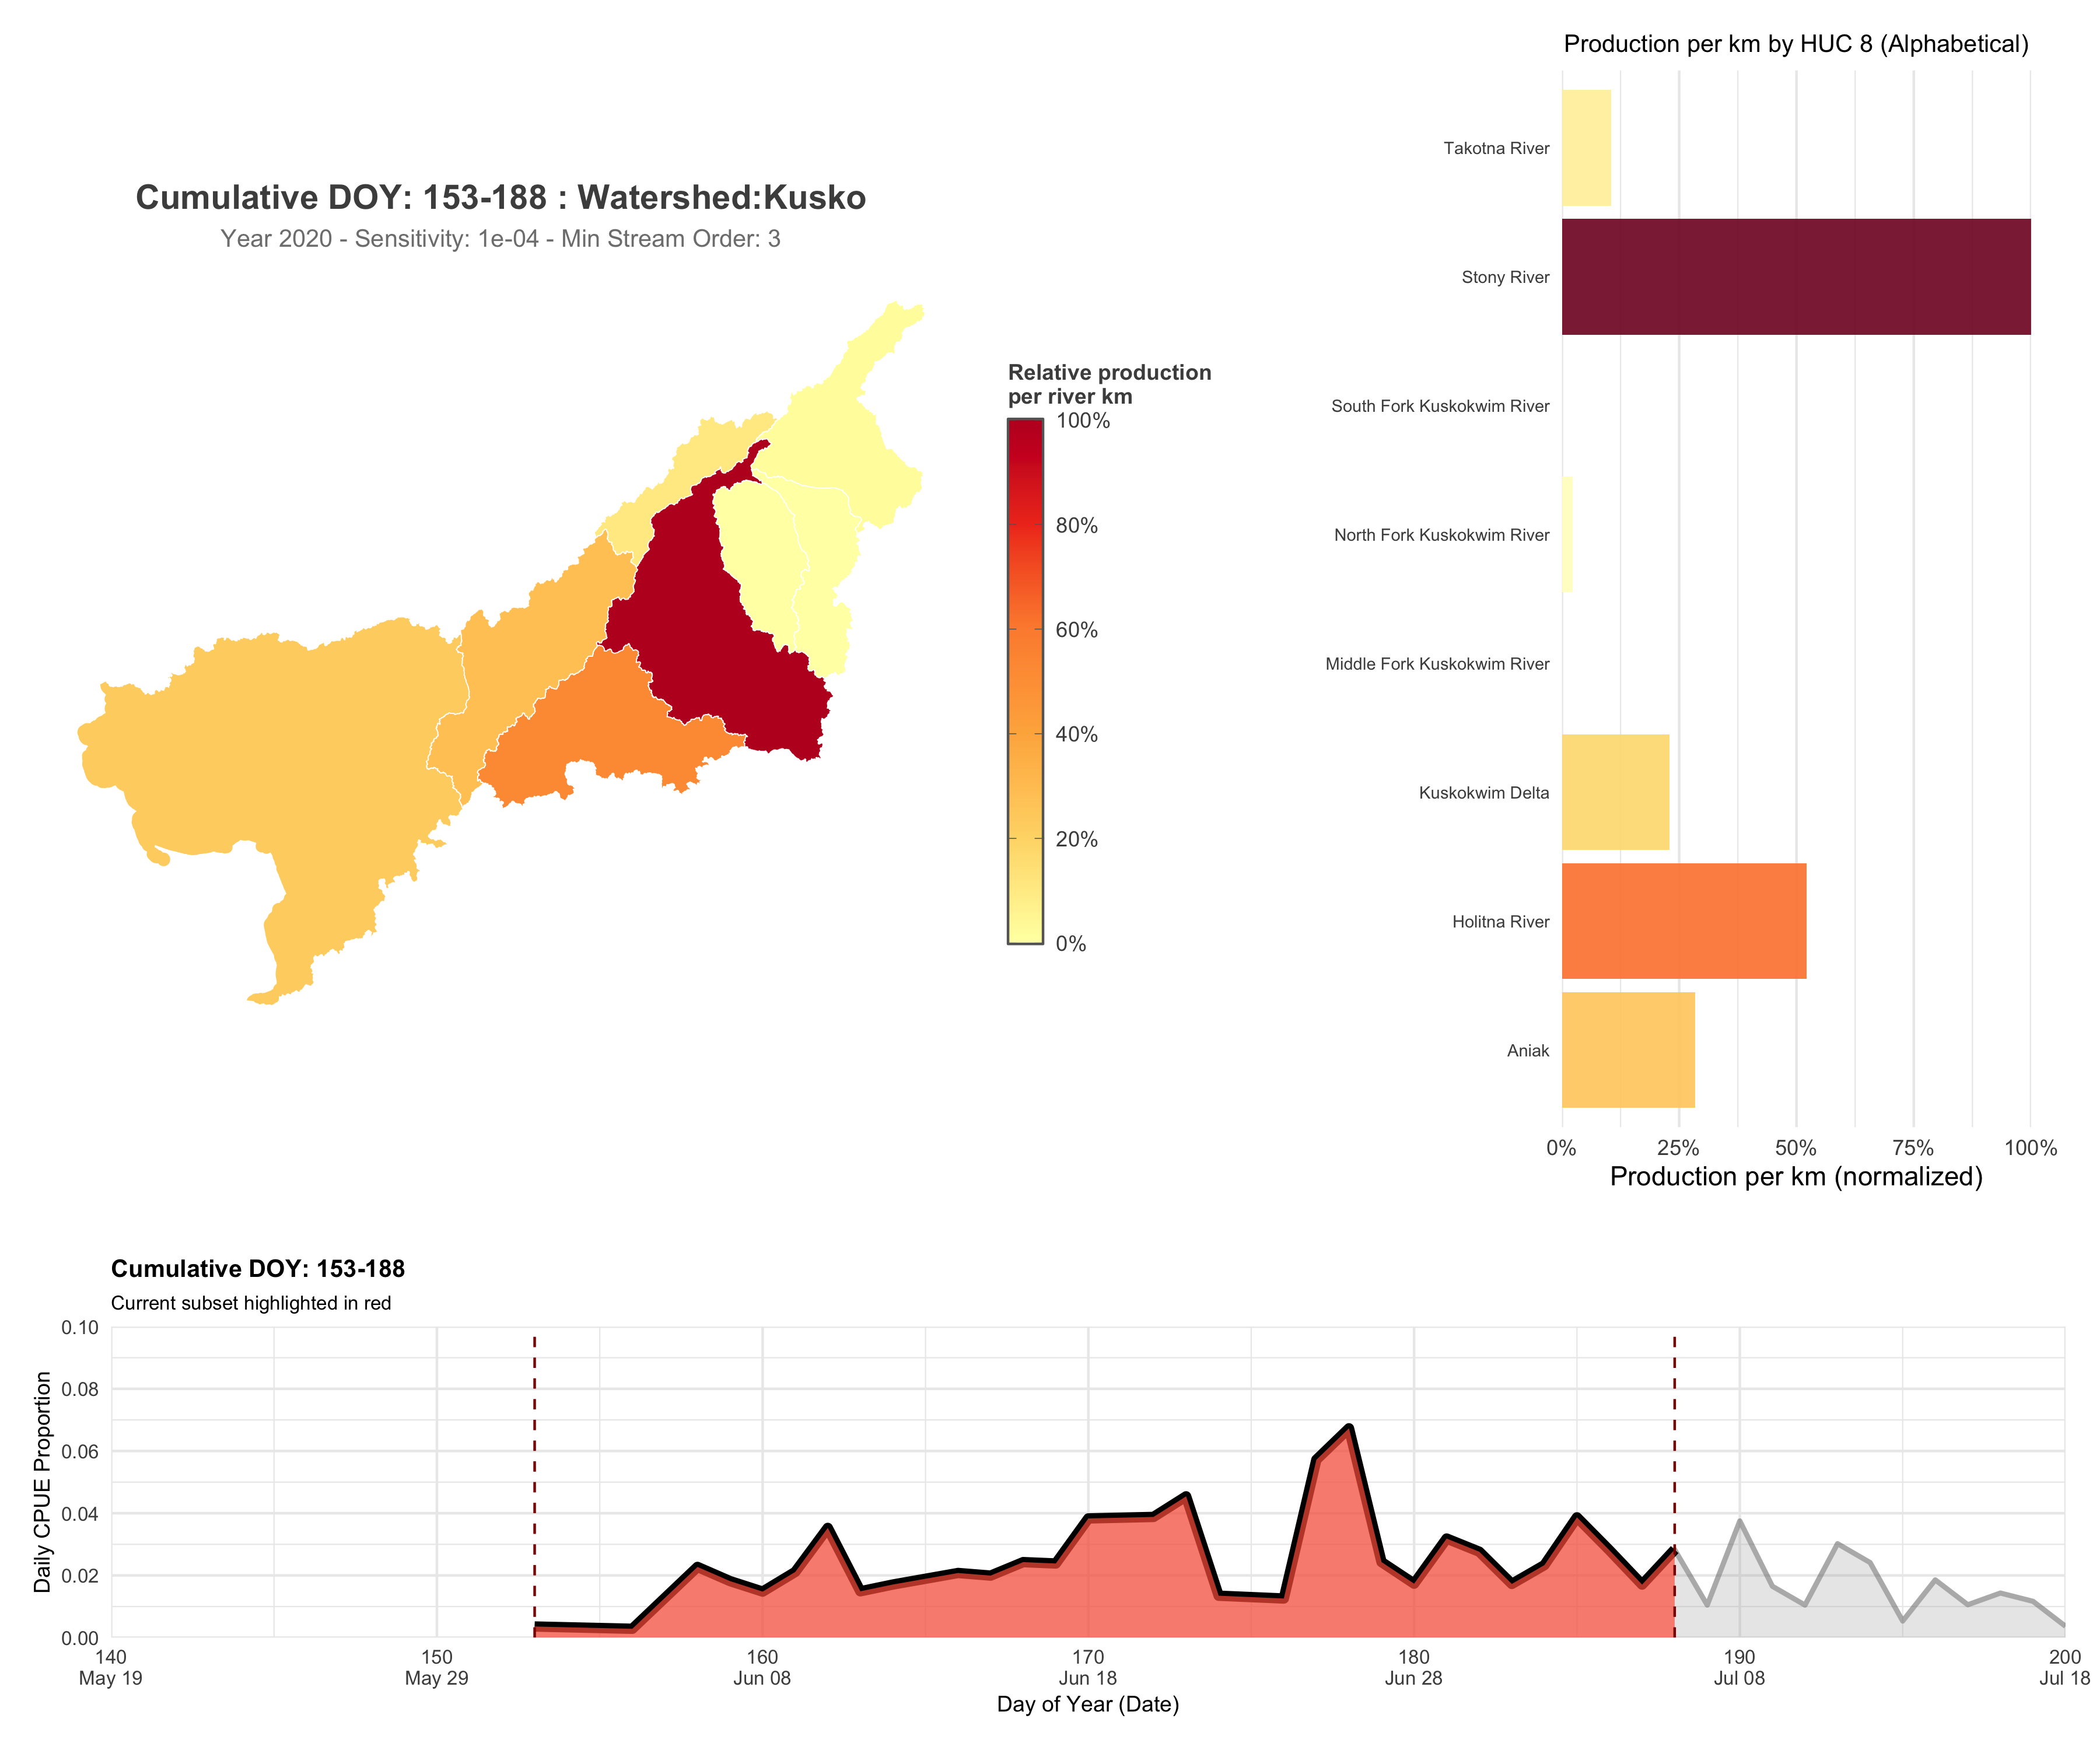 Cumulative DOY: 153-188 : Watershed:Kusko
Year 2020 - Sensitivity: 1e-04 - Min Stream Order: 3
Relative production
per river km
100%
80%
60%
40%
20%
0%
Production per km by HUC 8 (Alphabetical)
Takotna River
Stony River
South Fork Kuskokwim River
North Fork Kuskokwim River
Middle Fork Kuskokwim River
Kuskokwim Delta
Holitna River
Aniak
0% 25% 50% 75% 100%
Production per km (normalized)
Cumulative DOY: 153-188
Current subset highlighted in red
Daily CPUE Proportion
0.10
0.08
0.06
0.04
0.02
0.00
140 150 160 170 180 190 200
May 19 May 29 Jun 08 Jun 18 Jun 28 Jul 08 Jul 18
Day of Year (Date)